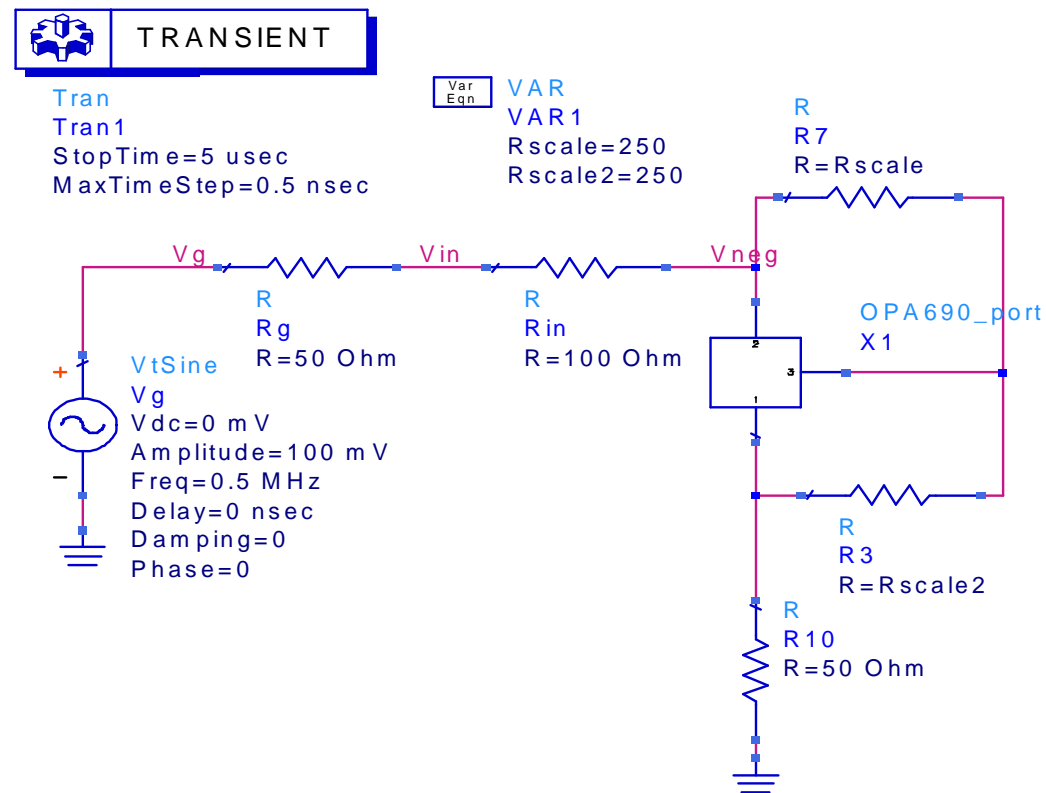 TRANSIENT
Tran
Tran1
StopTime=5 usec
MaxTimeStep=0.5 nsec
Var
Eqn
VAR
VAR1
Rscale=250
Rscale2=250
R
R7
R=Rscale
Vg
Vin
Vneg
R
Rg
R=50 Ohm
R
Rin
R=100 Ohm
OPA690_port
X1
2
3
1
+
VtSine
Vg
Vdc=0 mV
Amplitude=100 mV
Freq=0.5 MHz
Delay=0 nsec
Damping=0
Phase=0
−
R
R3
R=Rscale2
R
R10
R=50 Ohm